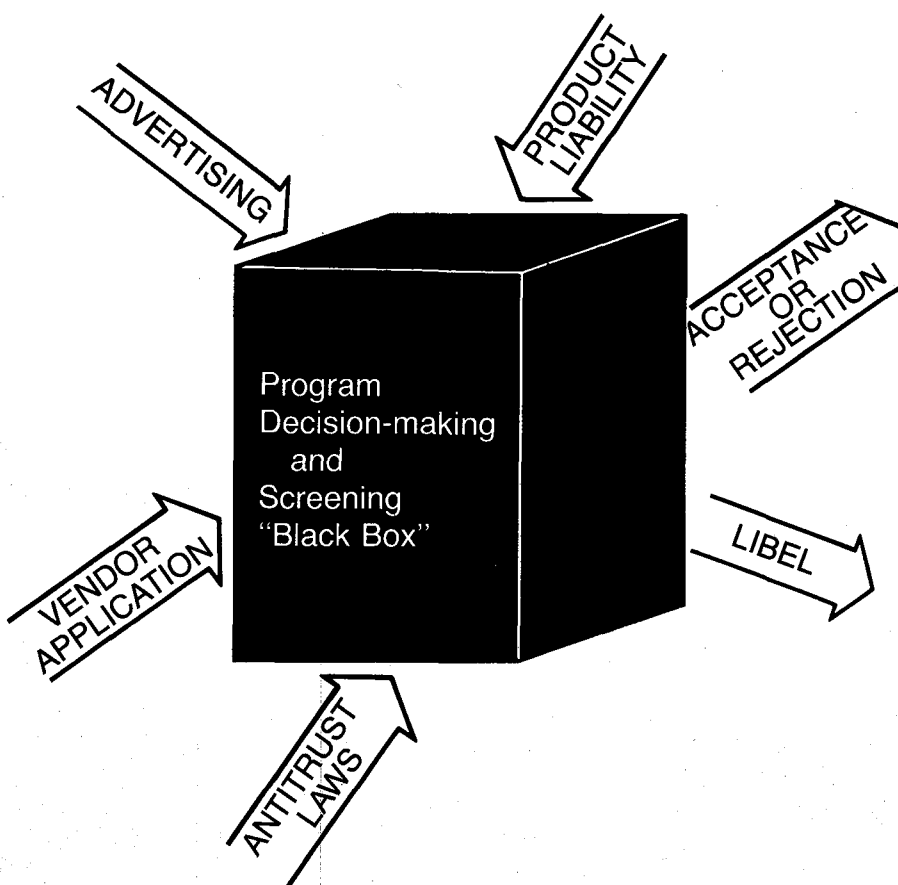 ADVERTISING
PRODUCT
LIABILITY
ACCEPTANCE
OR
REJECTION
Program
Decision-making
and
Screening
“Black Box”
VENDOR
APPLICATION
LIBEL
ANTITRUST
LAWS